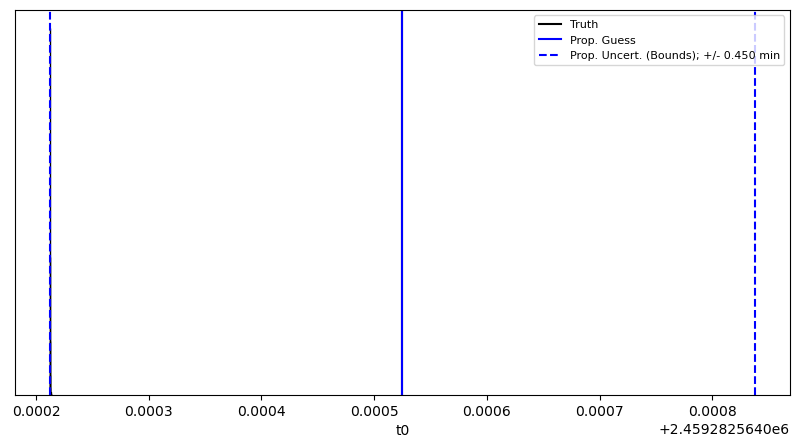 Truth
Prop. Guess
Prop. Uncert. (Bounds); +/- 0.450 min
0.0002 0.0003 0.0004 0.0005 0.0006 0.0007 0.0008
t0
+2.4592825640e6